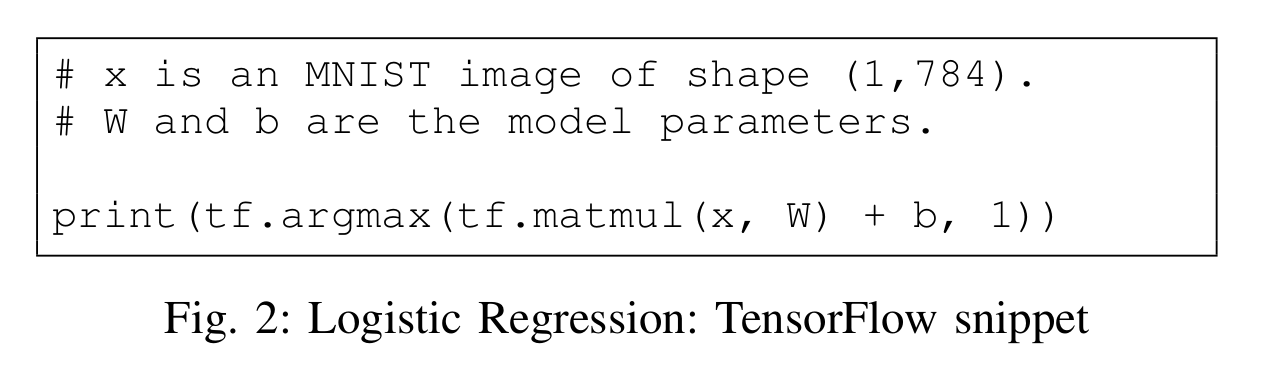 # x is an MNIST image of shape (1,784).
# W and b are the model parameters.
print(tf.argmax(tf.matmul(x, W) + b, 1))
Fig. 2: Logistic Regression: TensorFlow snippet